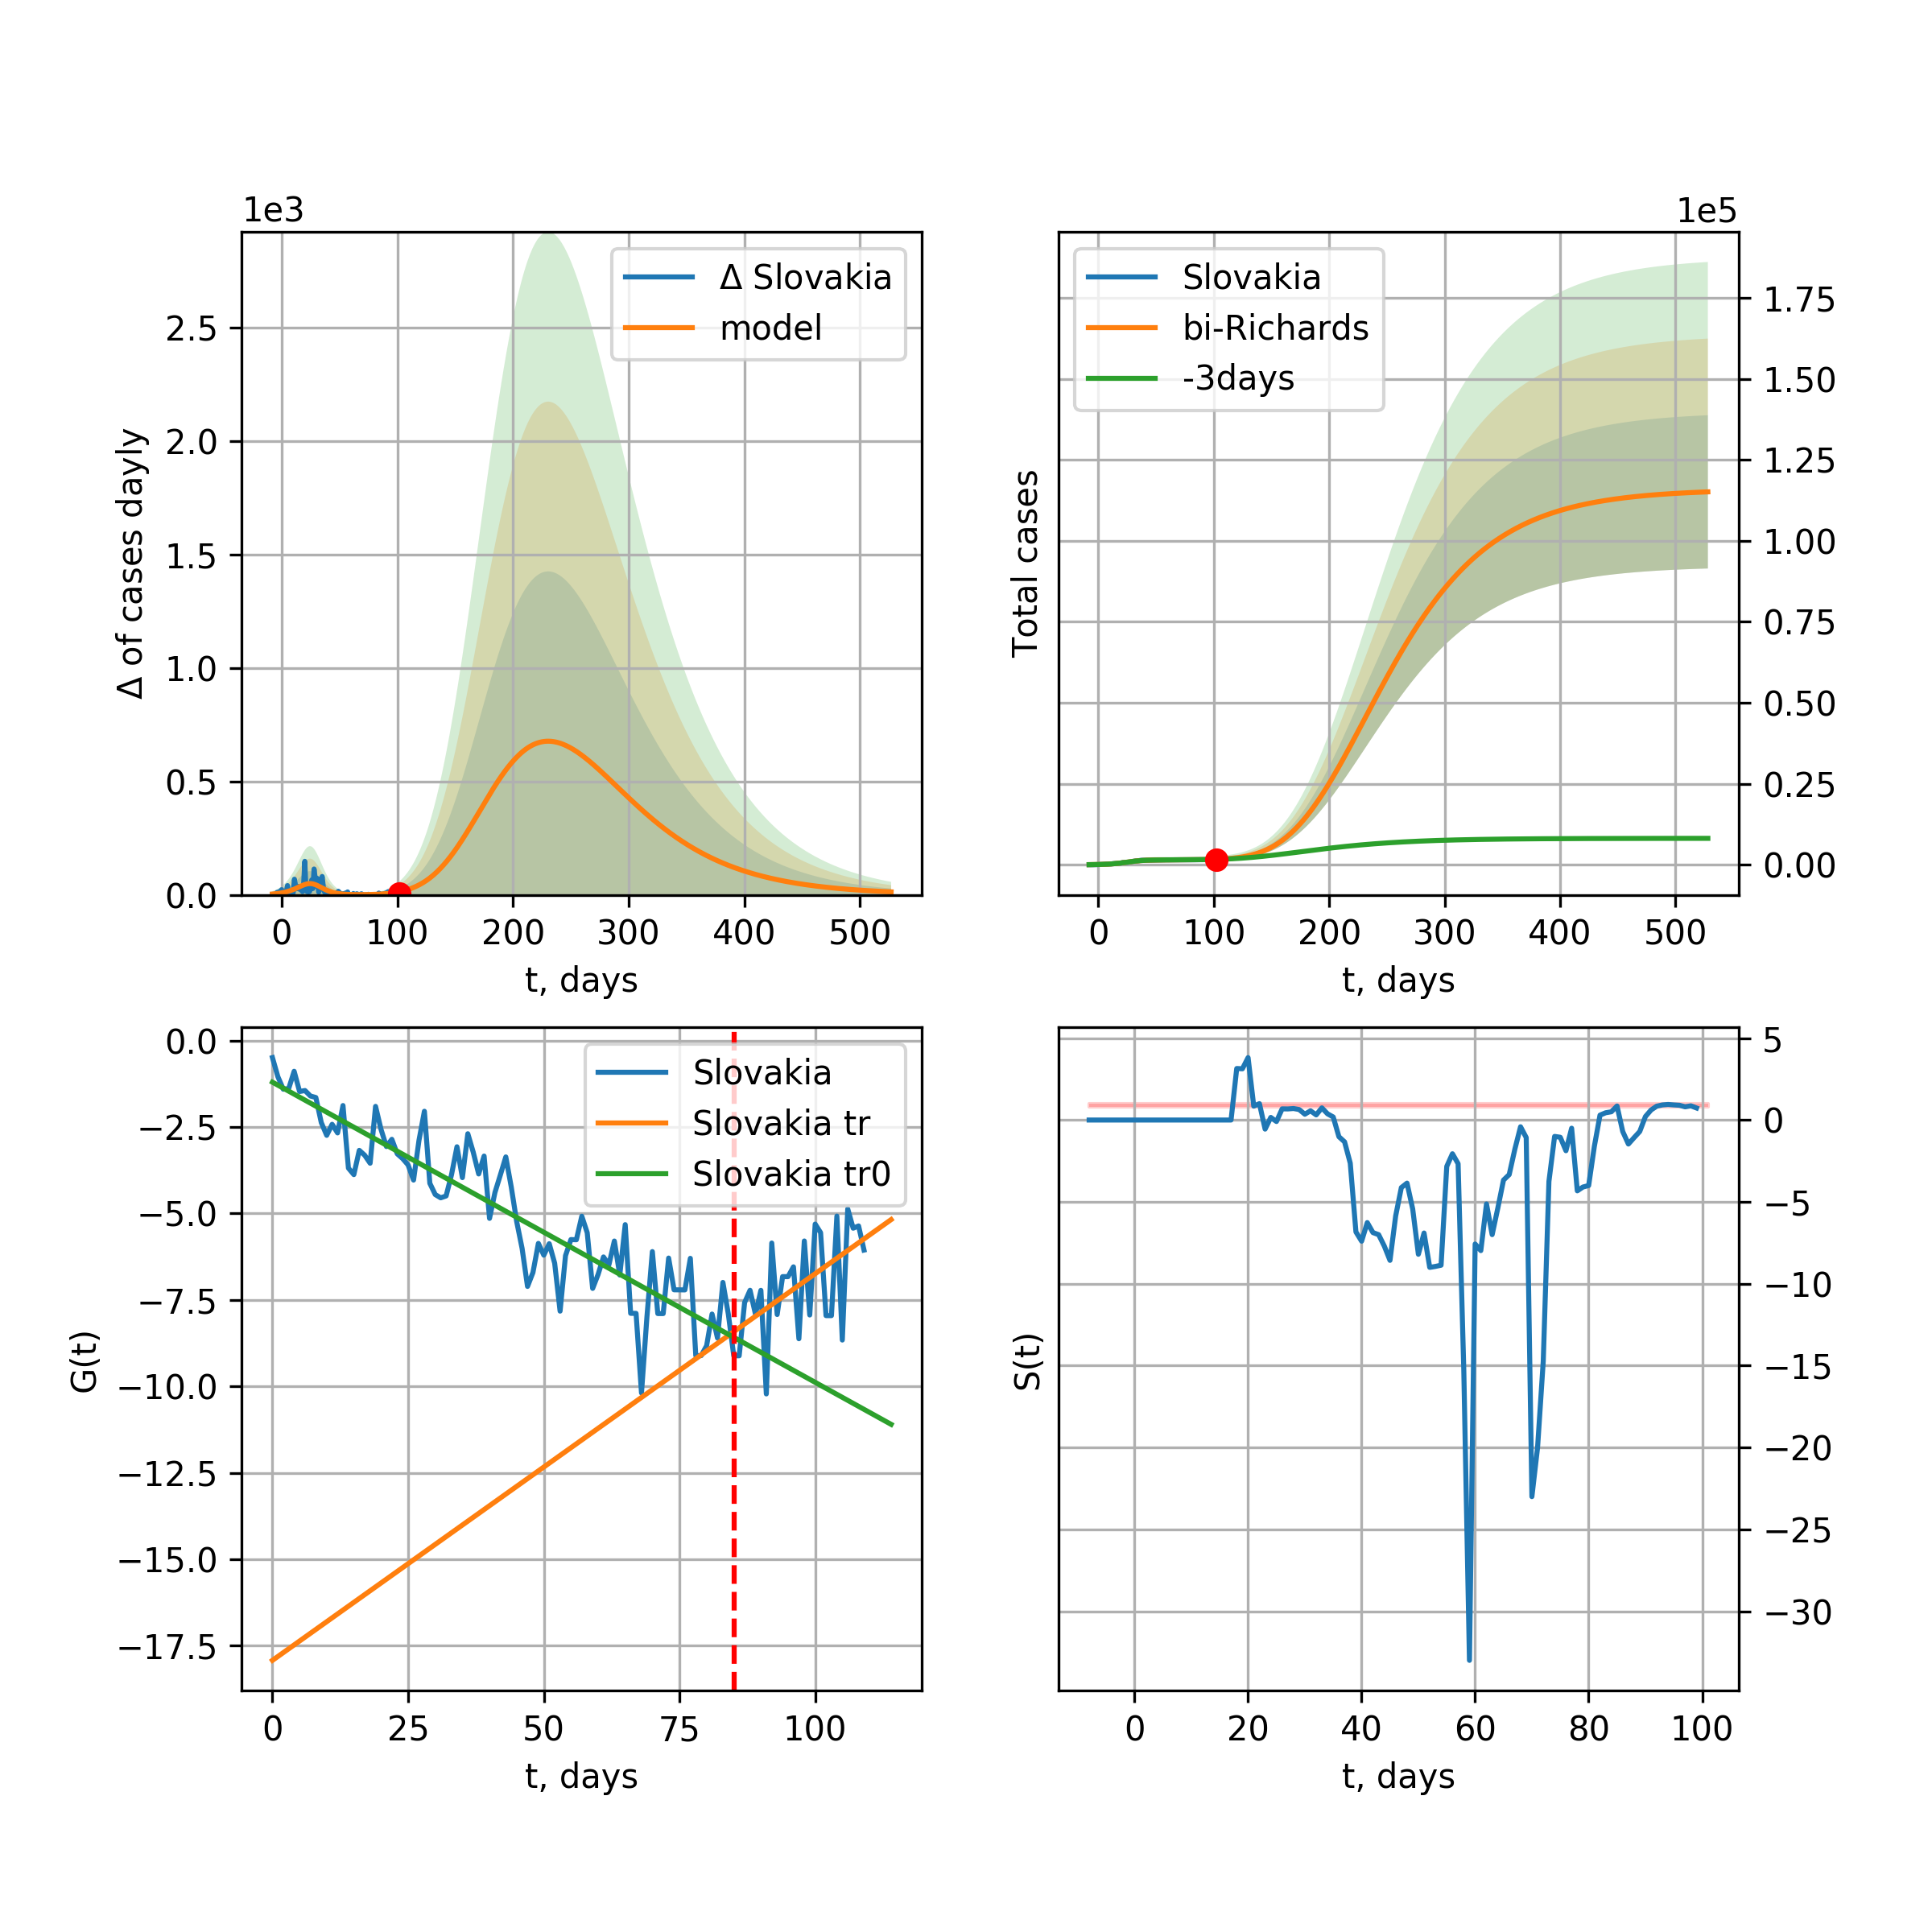 1e3
Δ Slovakia
model
2.5
2.0
1.5
1.0
0.5
0.0
Δ of cases dayly
0 100 200 300 400 500
t, days
1e5
Slovakia
bi-Richards
-3days
1.75
1.50
1.25
1.00
0.75
0.50
0.25
0.00
Total cases
0 100 200 300 400 500
t, days
Slovakia
Slovakia tr
Slovakia tr0
0.0
−2.5
−5.0
−7.5
−10.0
−12.5
−15.0
−17.5
G(t)
0 25 50 75 100
t, days
5
0
−5
−10
−15
−20
−25
−30
S(t)
0 20 40 60 80 100
t, days